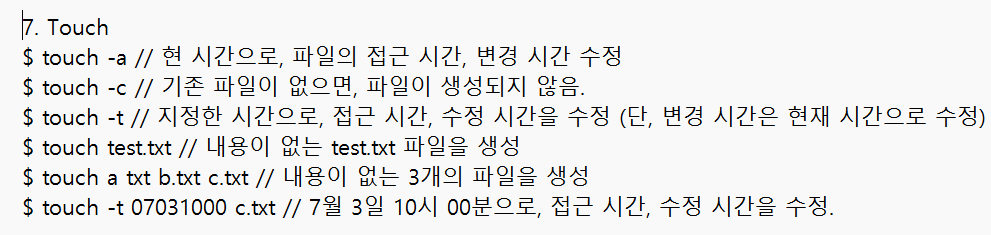 7. Touch
$ touch -a // 현 시간으로, 파일의 접근 시간, 변경 시간 수정
$ touch -c // 기존 파일이 없으면, 파일이 생성되지 않음.
$ touch -t // 지정한 시간으로, 접근 시간, 수정 시간을 수정 (단, 변경 시간은 현재 시간으로 수정)
$ touch test.txt // 내용이 없는 test.txt 파일을 생성
$ touch a txt b.txt c.txt // 내용이 없는 3개의 파일을 생성
$ touch -t 07031000 c.txt // 7월 3일 10시 00분으로, 접근 시간, 수정 시간을 수정.